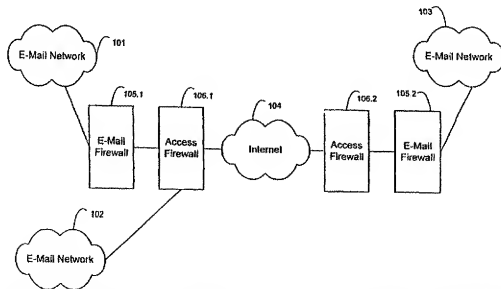 103
E-Mail Network
101
E-Mail Network
105.1
106.1
104
106.2
105.2
E-Mail
Firewall
Access
Firewall
Internet
Access
Firewall
E-Mail
Firewall
102
E-Mail Network